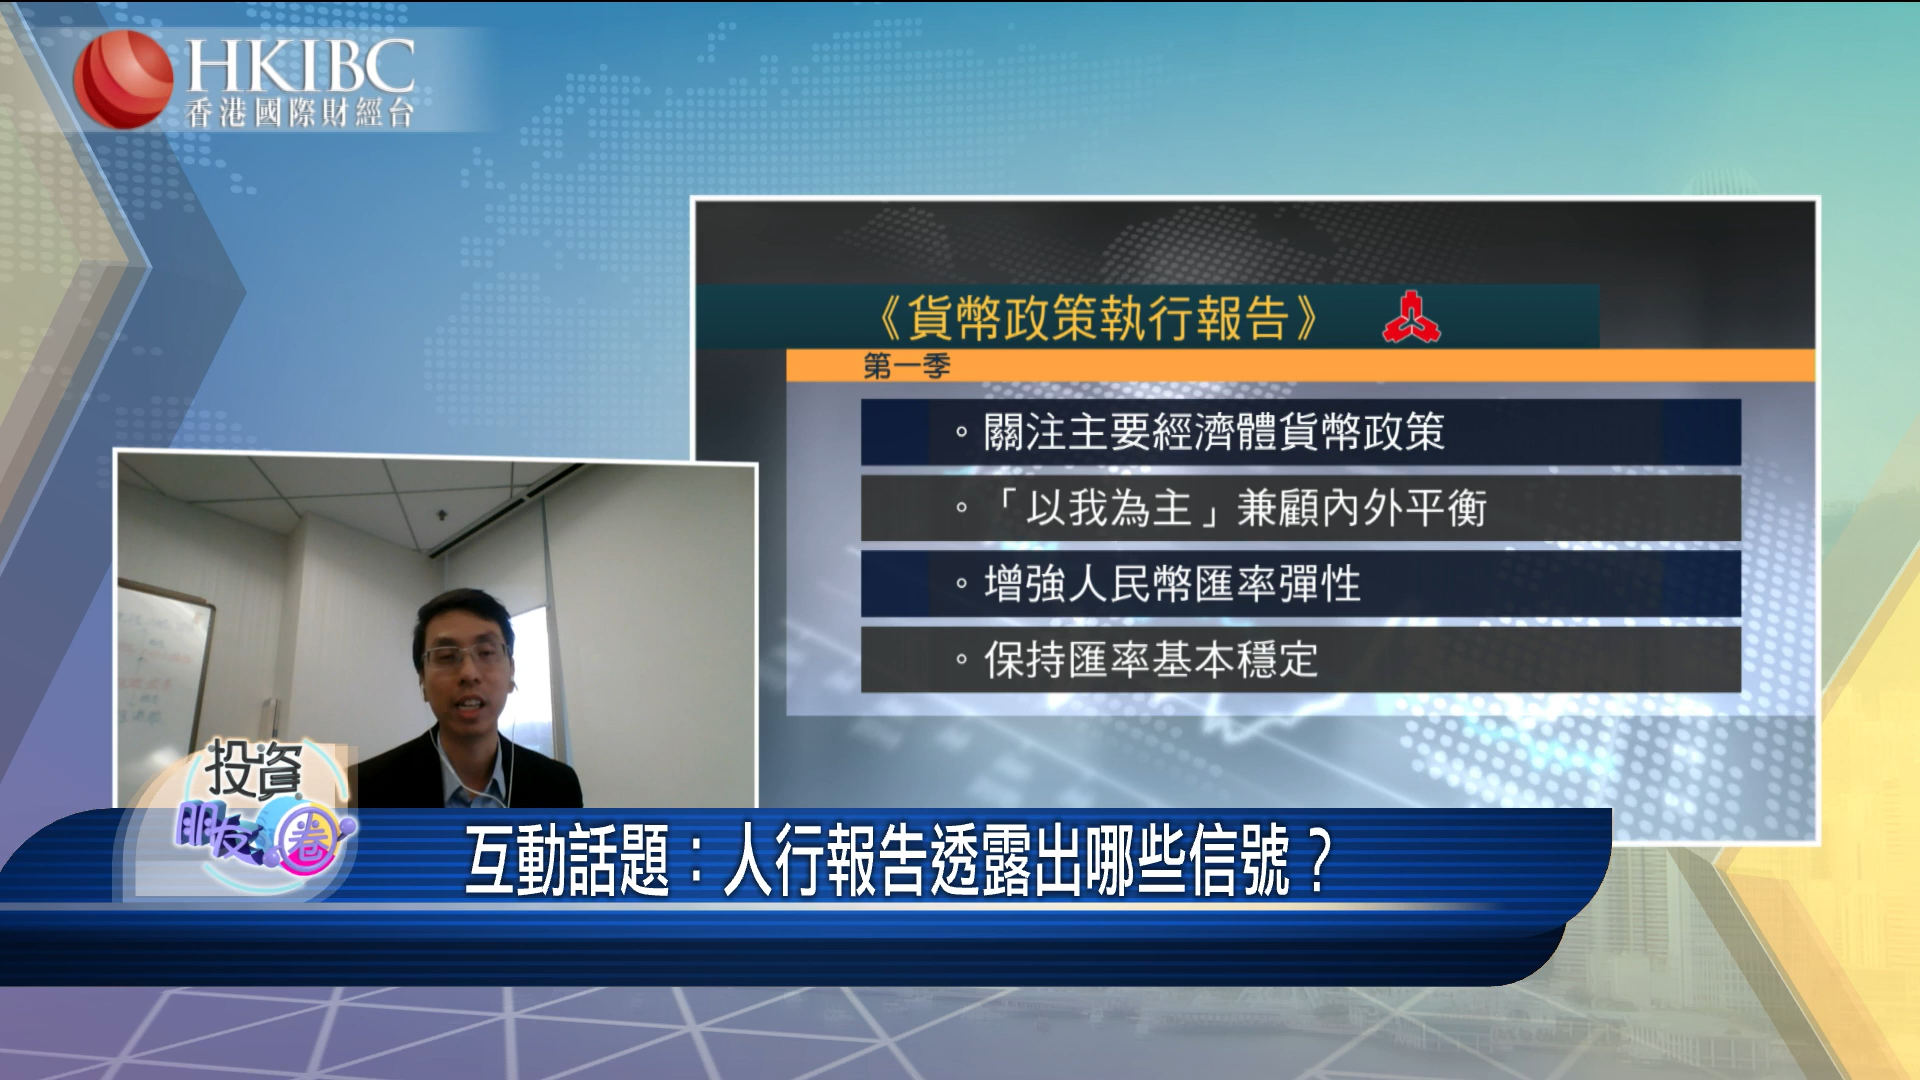 HKIBC
香港國際財經台
《貨幣政策執行報告》
第一季
。關注主要經濟體貨幣政策
。「以我為主」兼顧內外平衡
。增強人民幣匯率彈性
。保持匯率基本穩定
投資
朋友圈
互動話題：人行報告透露出哪些信號？